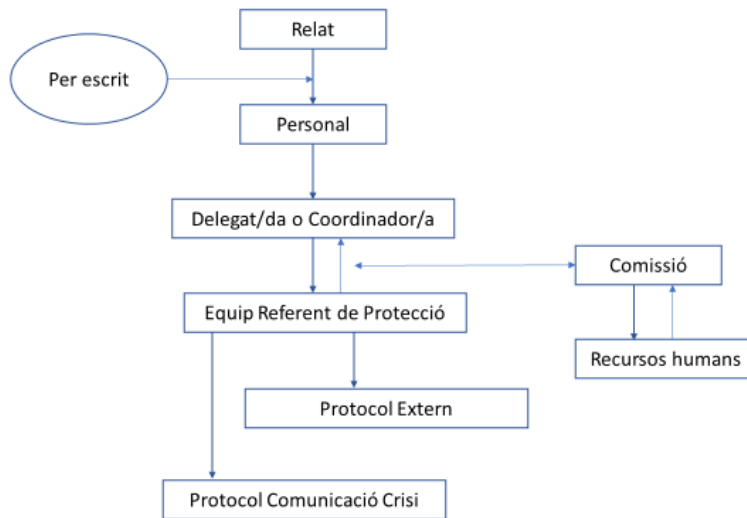 Relat
Per escrit
Personal
Delegat/da o Coordinador/a
Comissió
Equip Referent de Protecció
Recursos humans
Protocol Extern
Protocol Comunicació Crisi